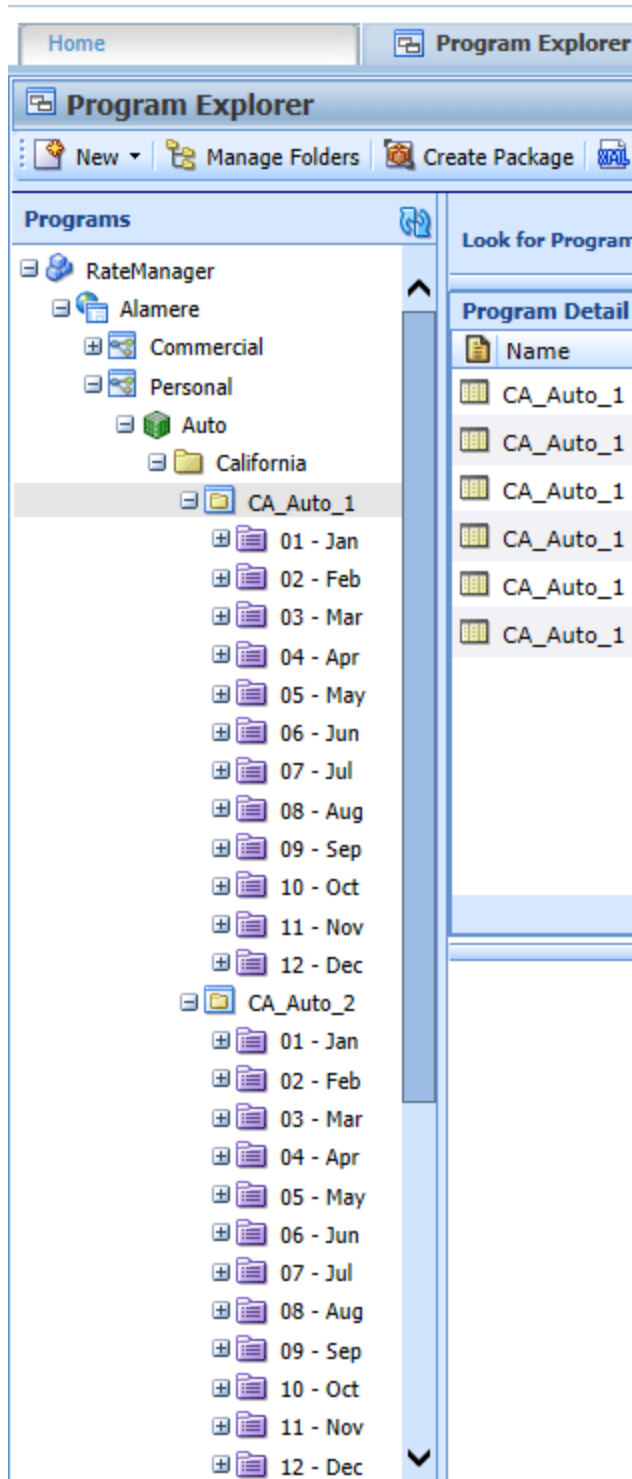 Home
Program Explorer
Program Explorer
New
Manage Folders
Create Package
XML
Programs
RateManager
Alamere
Commercial
Personal
Auto
California
CA_Auto_1
01 - Jan
02 - Feb
03 - Mar
04 - Apr
05 - May
06 - Jun
07 - Jul
08 - Aug
09 - Sep
10 - Oct
11 - Nov
12 - Dec
CA_Auto_2
01 - Jan
02 - Feb
03 - Mar
04 - Apr
05 - May
06 - Jun
07 - Jul
08 - Aug
09 - Sep
10 - Oct
11 - Nov
12 - Dec
Look for Program
Program Detail
Name
CA_Auto_1
CA_Auto_1
CA_Auto_1
CA_Auto_1
CA_Auto_1
CA_Auto_1